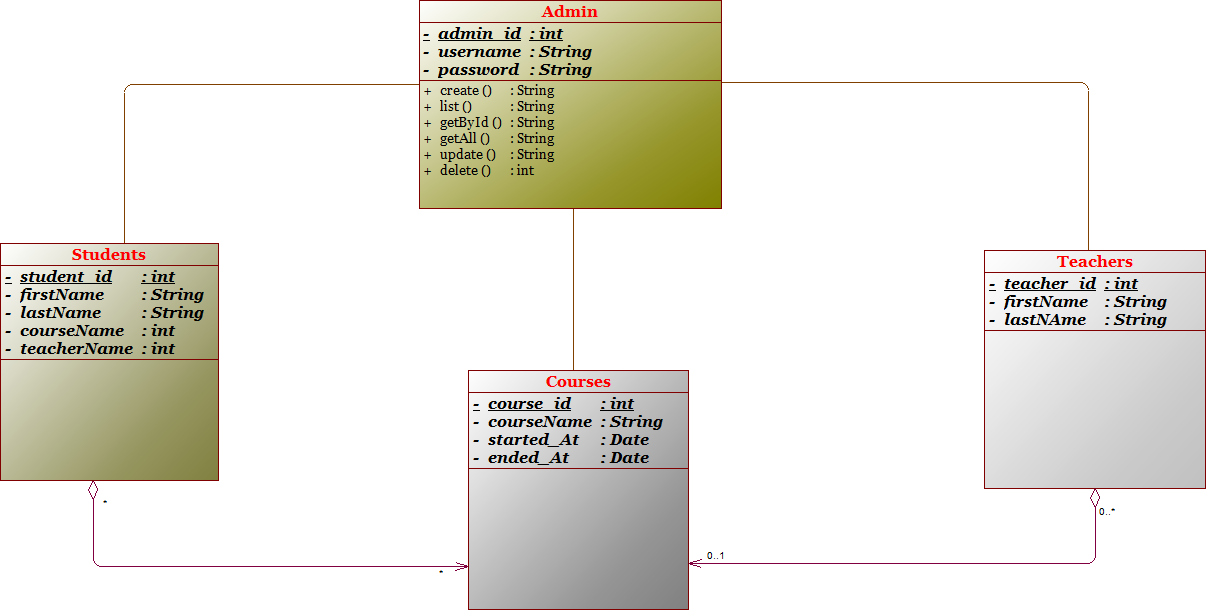 Admin
- admin_id : int
- username : String
- password : String
+ create () : String
+ list () : String
+ getById () : String
+ getAll () : String
+ update () : String
+ delete () : int
Students
- student_id : int
- firstName : String
- lastName : String
- courseName : int
- teacherName : int
Teachers
- teacher_id : int
- firstName : String
- lastNAme : String
Courses
- course_id : int
- courseName : String
- started_At : Date
- ended_At : Date
*
*
0..*
0..1